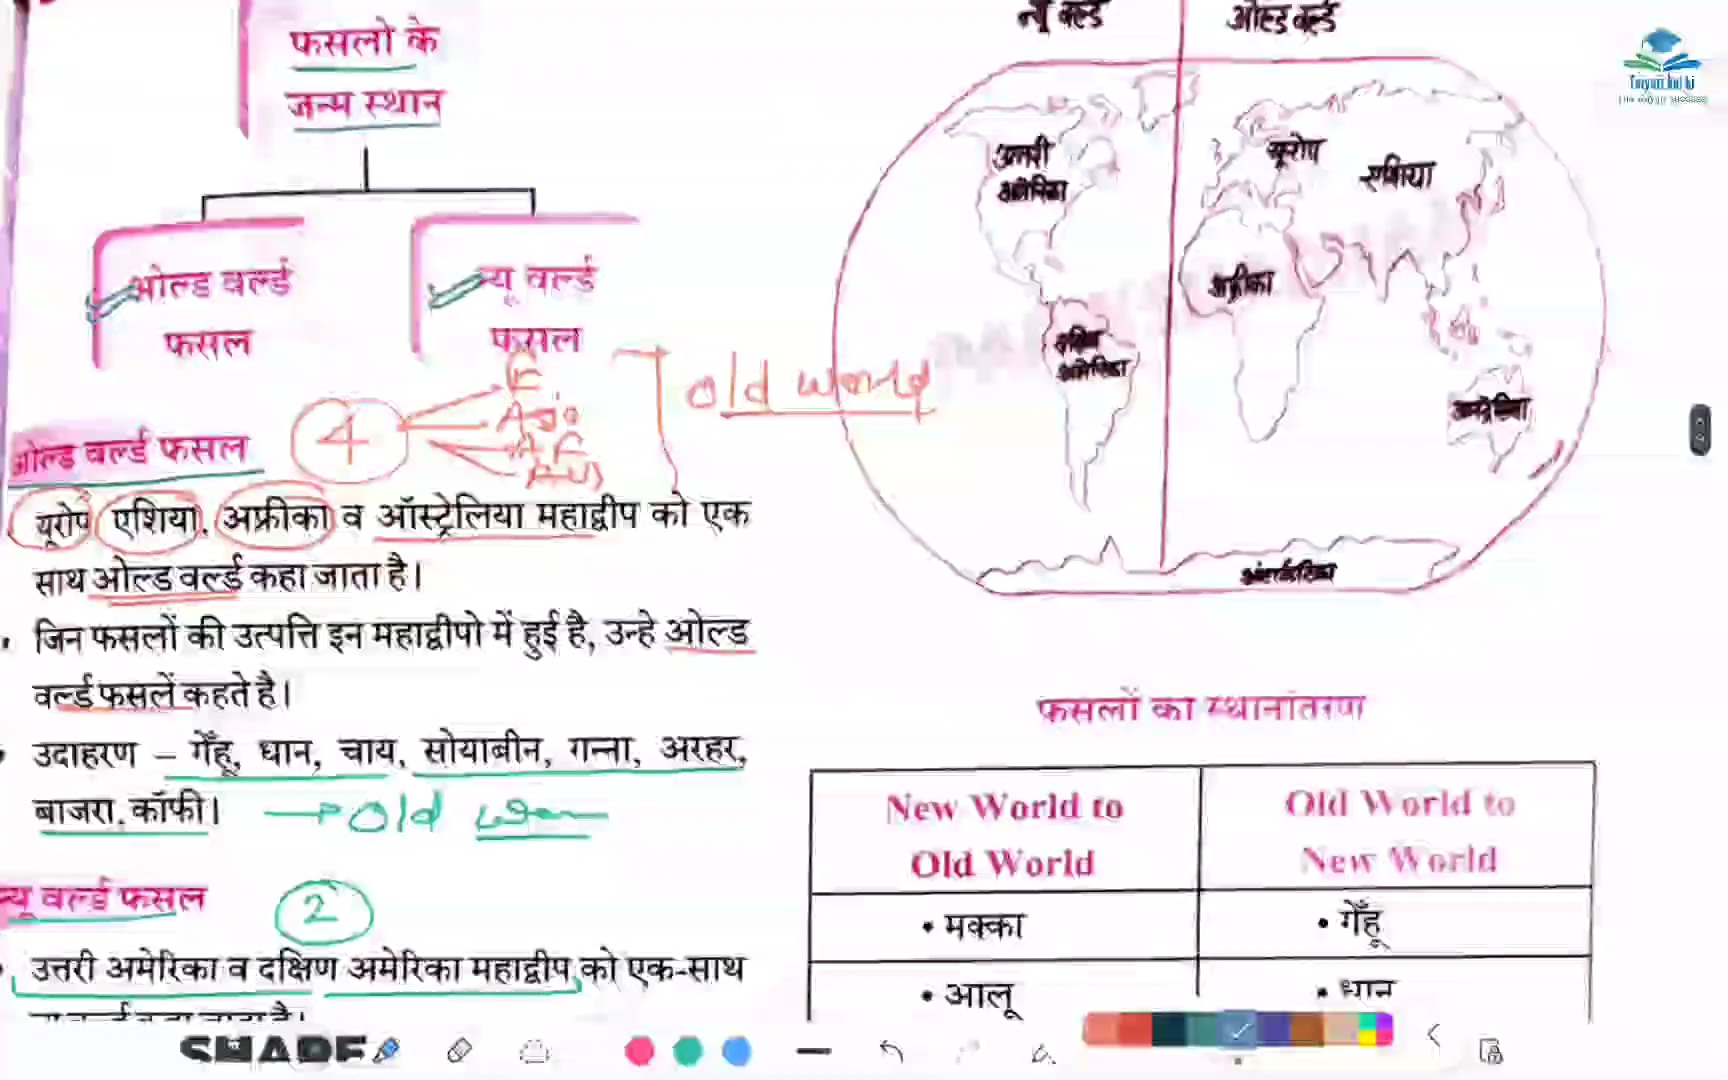 फसलो के
जन्म स्थान
ओल्ड वर्ल्ड
फसल
न्यू वर्ल्ड
फसल
ओल्ड वर्ल्ड फसल
4
Asia
AF
Aus
Old world
यूरोप एशिया, अफ्रीका व ऑस्ट्रेलिया महाद्वीप को एक
साथ ओल्ड वर्ल्ड कहा जाता है।
जिन फसलों की उत्पत्ति इन महाद्वीपो में हुई है, उन्हे ओल्ड
वर्ल्ड फसलें कहते है।
उदाहरण – गेँहू, धान, चाय, सोयाबीन, गन्ना, अरहर,
बाजरा, कॉफी।
Old
न्यू वर्ल्ड फसल
2
उत्तरी अमेरिका व दक्षिण अमेरिका महाद्वीप को एक-साथ
न्यू वर्ल्ड
ओल्ड वर्ल्ड
उत्तरी
अमेरिका
यूरोप
एशिया
अफ्रीका
दक्षिण
अमेरिका
अंटार्कटिका
फसलों का स्थानांतरण
New World to
Old World
Old World to
New World
• मक्का
• गेँहू
• आलू
• धान